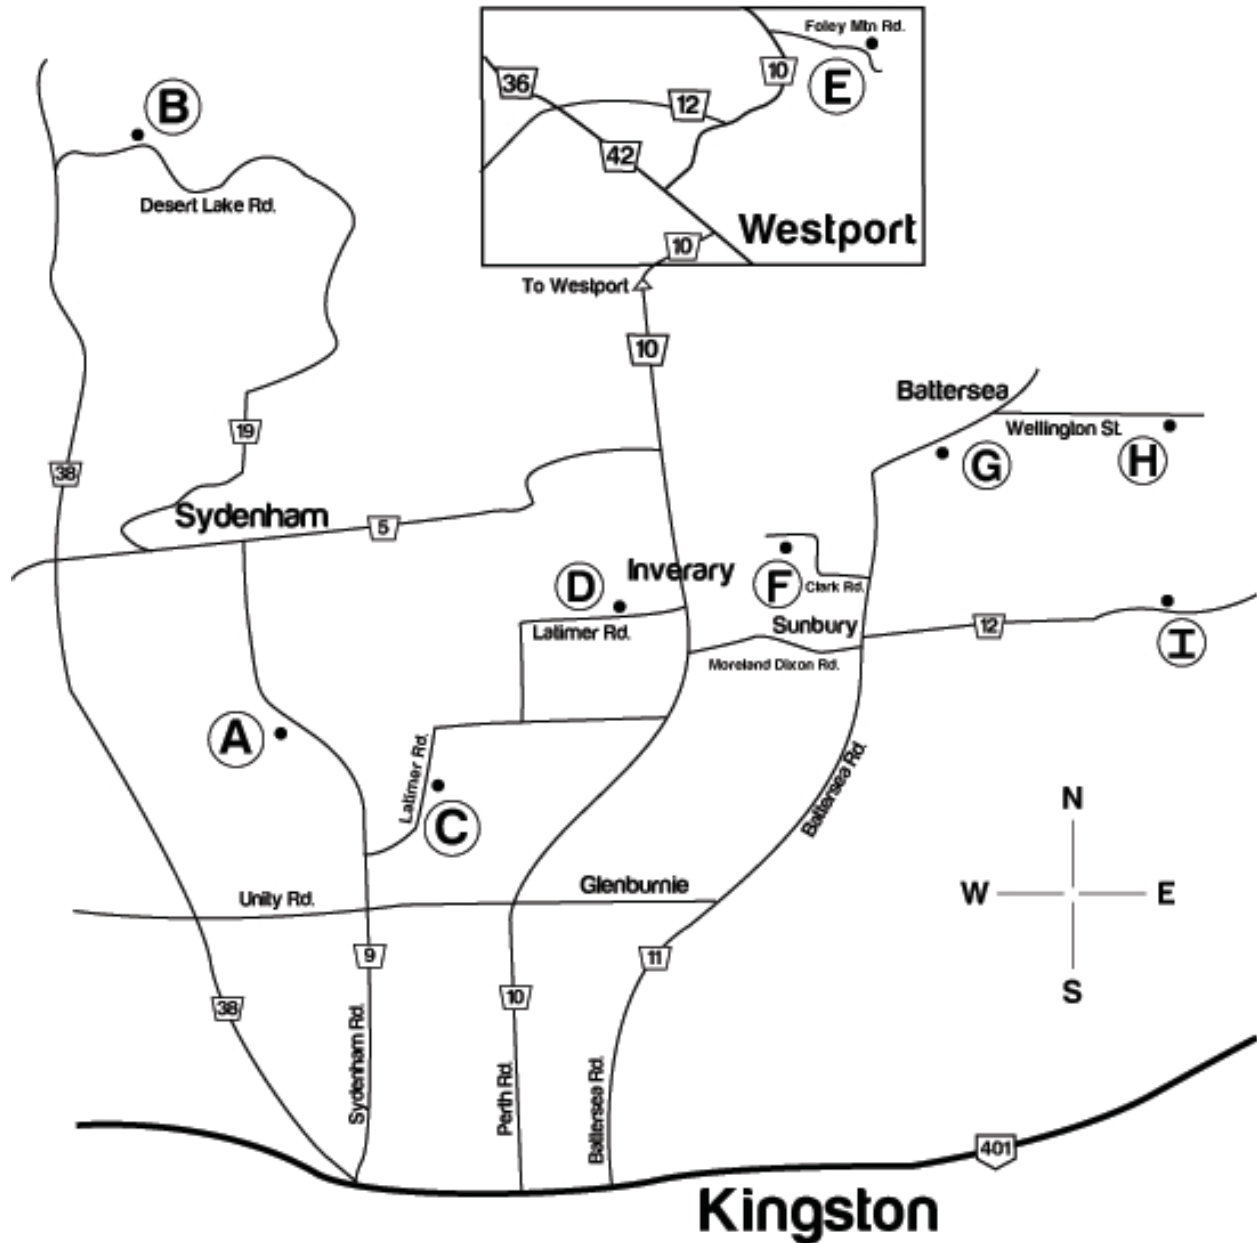 Foley Mtn Rd.
10
E
36
12
B
42
Desert Lake Rd.
Westport
10
To Westport
10
Battersea
19
Wellington St.
38
G
H
Sydenham
5
D
Inverary
F
Clark Rd.
Latimer Rd.
Sunbury
12
I
Moreland Dixon Rd.
A
Latimer Rd.
Battersea Rd.
C
N
Unity Rd.
Glenburnie
W
E
9
11
10
S
38
Sydenham Rd.
Perth Rd.
Battersea Rd.
401
Kingston